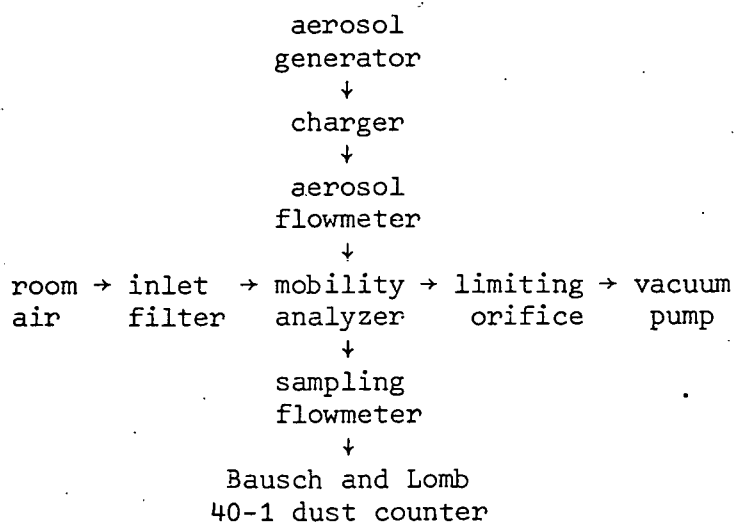 aerosol
generator
↓
charger
↓
aerosol
flowmeter
↓
room → inlet → mobility → limiting → vacuum
air filter analyzer orifice pump
↓
sampling
flowmeter
↓
Bausch and Lomb
40-1 dust counter